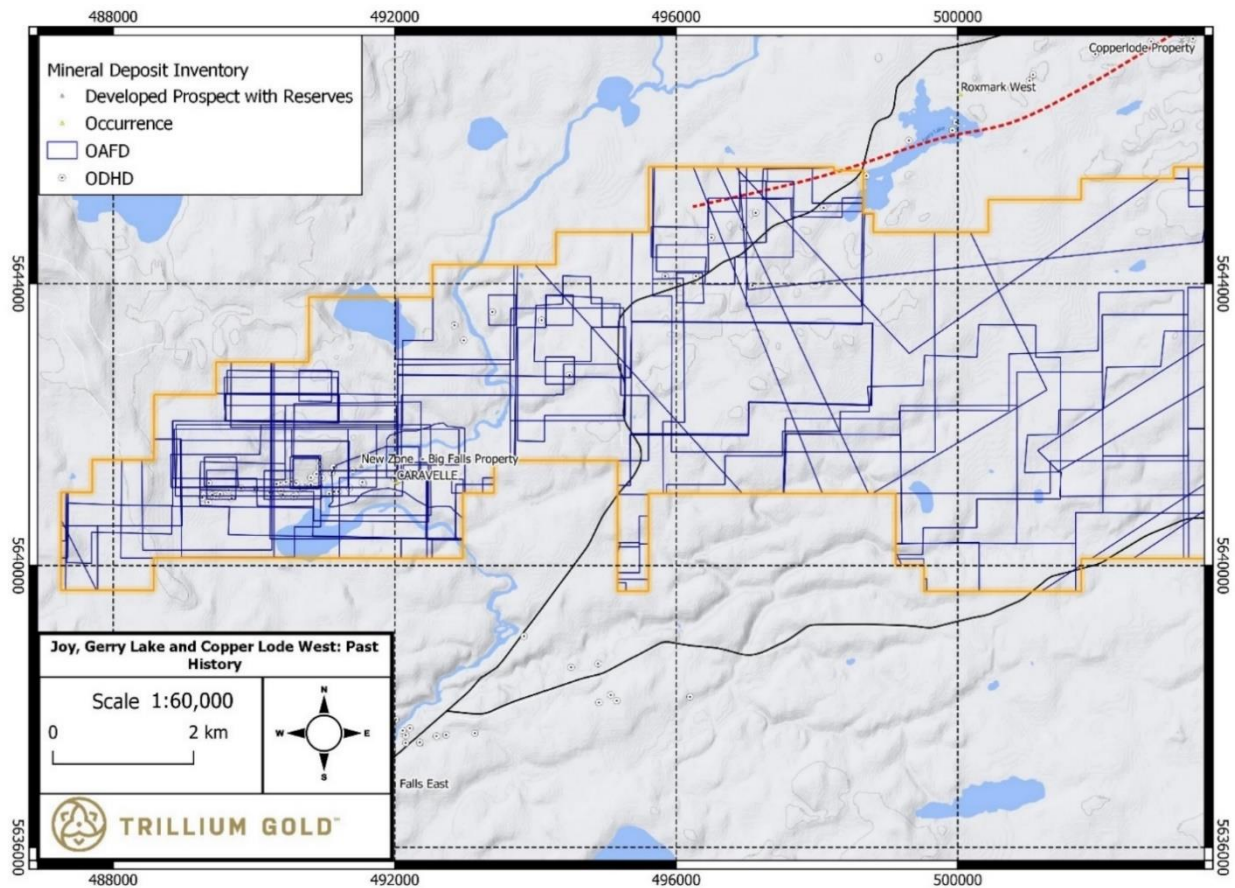 488000 492000 496000 500000
Copperlode Property
Mineral Deposit Inventory
Developed Prospect with Reserves
Occurrence
OAFD
ODHD
Roxmark West
5644000 5644000
New Zone - Big Falls Property
CARAVELLE
5640000 5640000
Joy, Gerry Lake and Copper Lode West: Past
History
Scale 1:60,000
0 2 km
N
W E
S
Falls East
TRILLIUM GOLD™
5636000 5636000
488000 492000 496000 500000